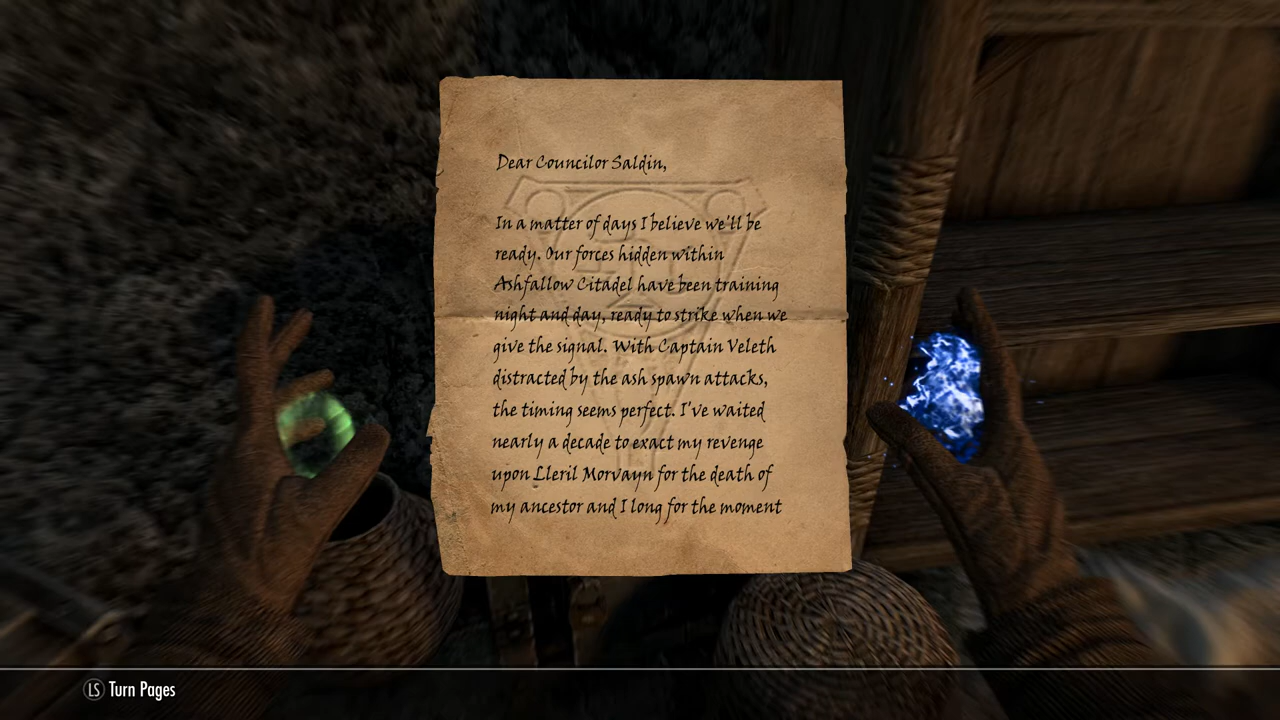 Dear Councilor Saldin,
In a matter of days I believe we'll be
ready. Our forces hidden within
Ashfallow Citadel have been training
night and day, ready to strike when we
give the signal. With Captain Veleth
distracted by the ash spawn attacks,
the timing seems perfect. I've waited
nearly a decade to exact my revenge
upon Lleril Morvayn for the death of
my ancestor and I long for the moment
LS Turn Pages